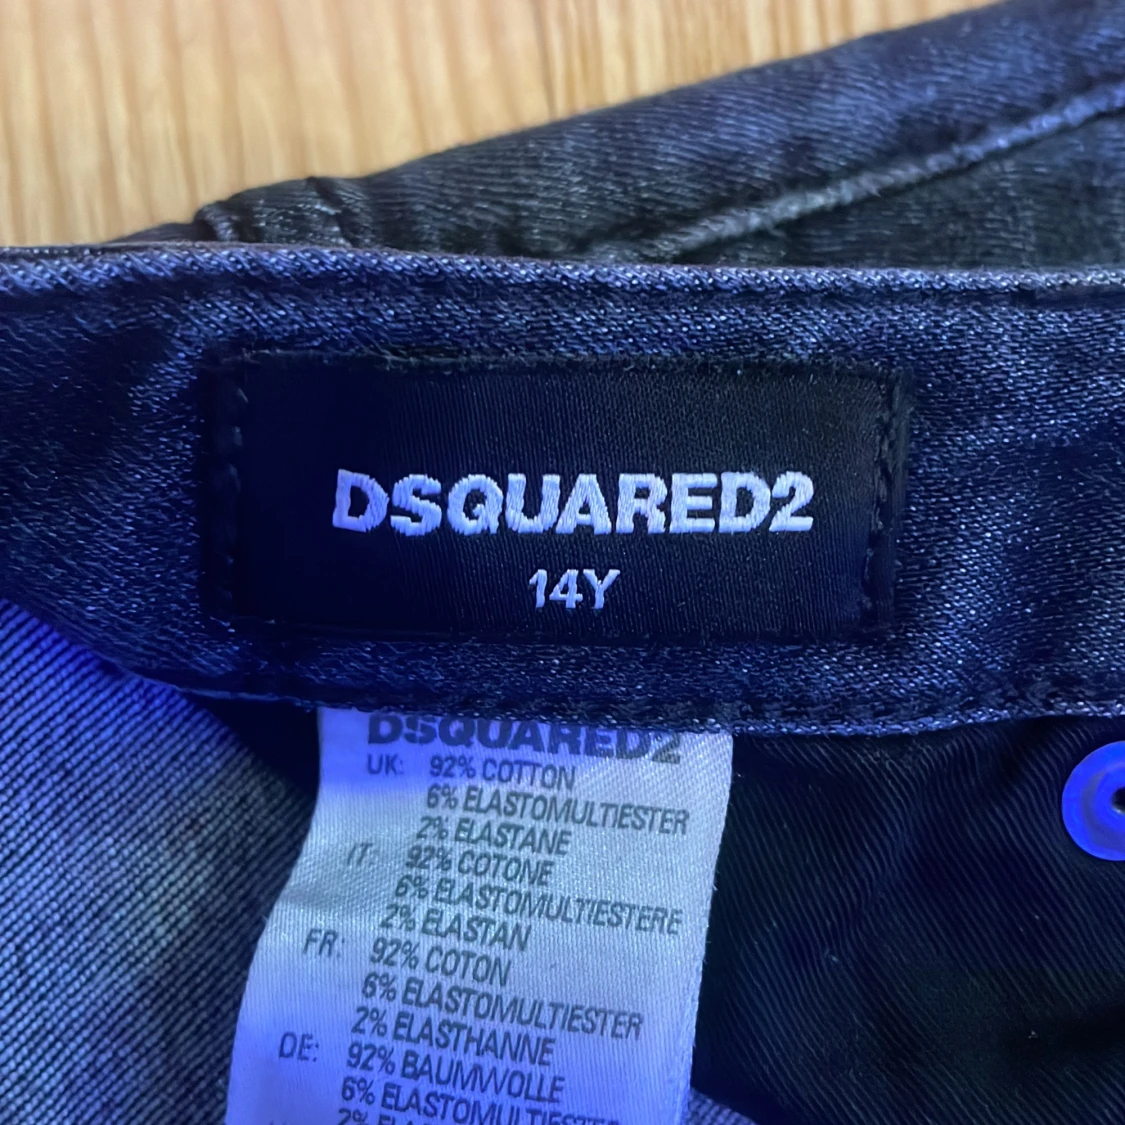 DSQUARED2
14Y
DSQUARED2
UK: 92% COTTON
6% ELASTOMULTIESTER
2% ELASTANE
IT: 92% COTONE
6% ELASTOMULTIESTERE
2% ELASTAN
FR: 92% COTON
6% ELASTOMULTIESTER
2% ELASTHANNE
DE: 92% BAUMWOLLE
6%
2%